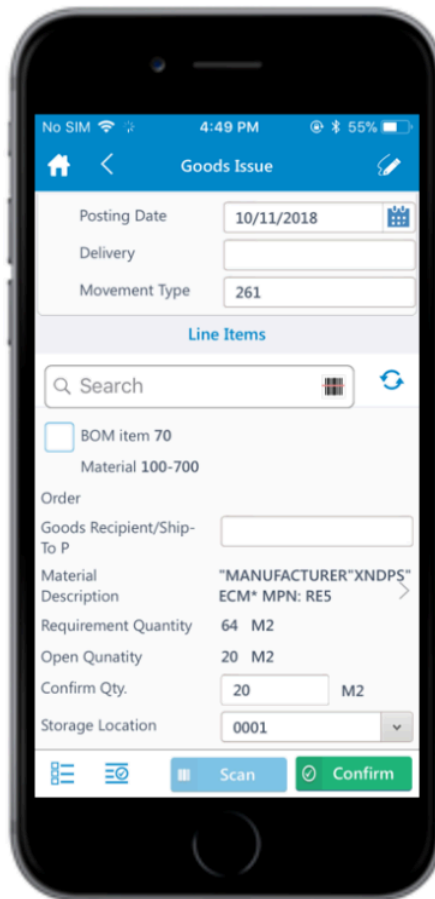 No SIM 4:49 PM 55%
Goods Issue
Posting Date 10/11/2018
Delivery
Movement Type 261
Line Items
Search
BOM item 70
Material 100-700
Order
Goods Recipient/Ship-
To P
Material "MANUFACTURER"XNDPS"
Description ECM* MPN: RE5
Requirement Quantity 64 M2
Open Qunatity 20 M2
Confirm Qty. 20 M2
Storage Location 0001
Scan Confirm